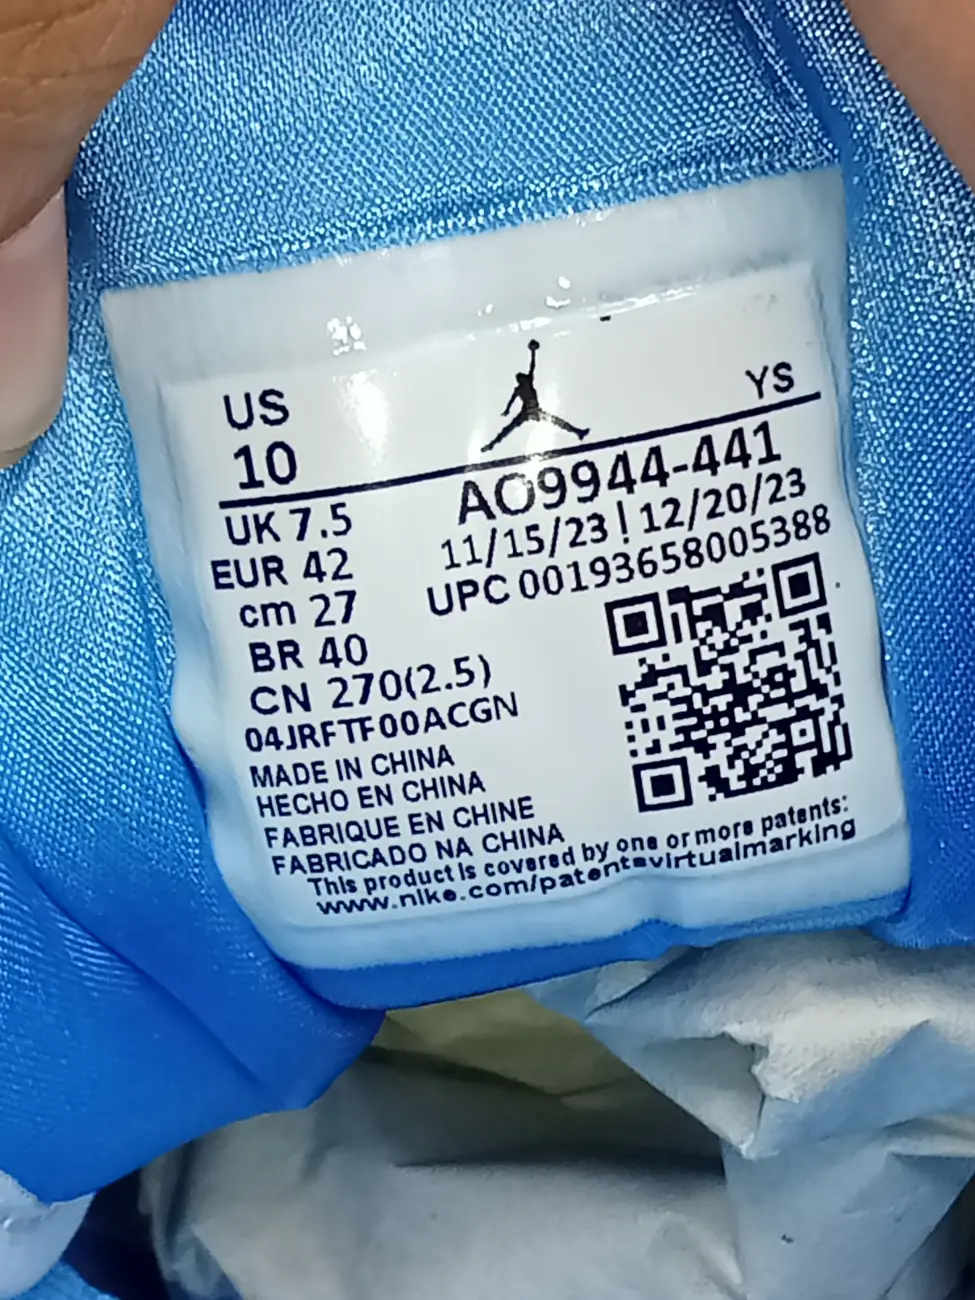 US
10
YS
AO9944-441
11/15/23 | 12/20/23
UPC 00193658005388
UK 7.5
EUR 42
cm 27
BR 40
CN 270(2.5)
04JRFTF00ACGN
MADE IN CHINA
HECHO EN CHINA
FABRIQUE EN CHINE
FABRICADO NA CHINA
This product is covered by one or more patents:
www.nike.com/patentsvirtualmarking